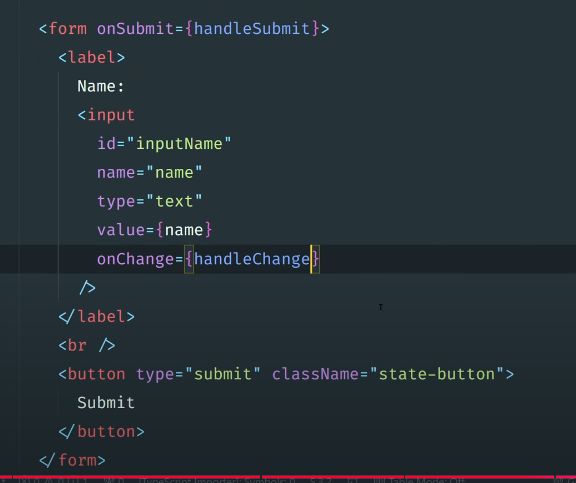 <form onSubmit={handleSubmit}>
<label>
Name:
<input
id="inputName"
name="name"
type="text"
value={name}
onChange={handleChange}
/>
</label>
<br />
<button type="submit" className="state-button">
Submit
</button>
</form>